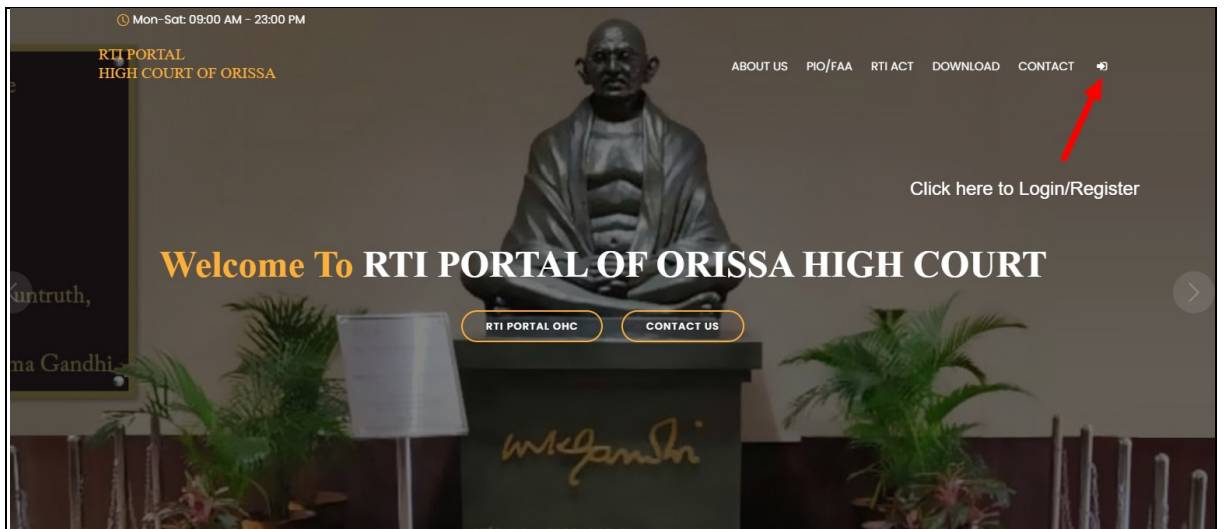 Mon-Sat: 09:00 AM - 23:00 PM
RTI PORTAL
HIGH COURT OF ORISSA
ABOUT US PIO/FAA RTI ACT DOWNLOAD CONTACT
Click here to Login/Register
Welcome To RTI PORTAL OF ORISSA HIGH COURT
untruth,
RTI PORTAL OHC CONTACT US
ma Gandhi
mkgandhi